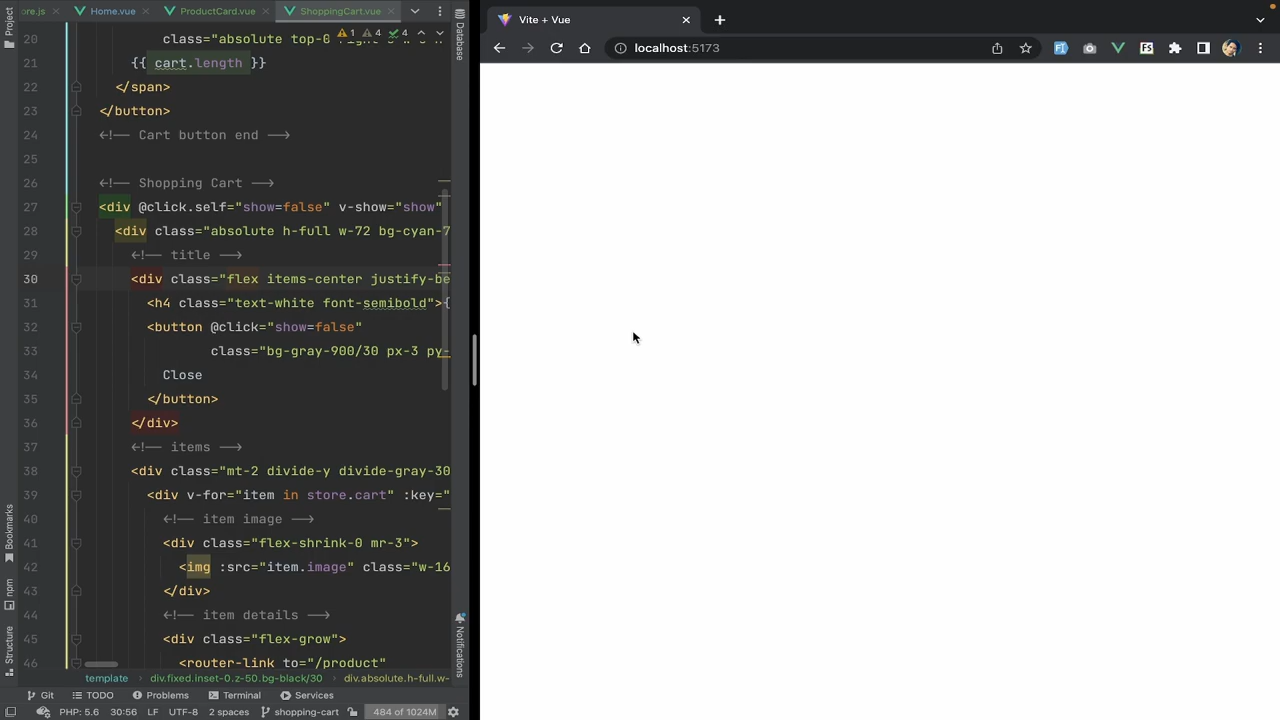 ore.js
Home.vue
ProductCard.vue
ShoppingCart.vue
Vite + Vue
localhost:5173
Project
Bookmarks
npm
Structure
Database
Notifications
1 4 4
20 class="absolute top-0 right-0 w-6 h
21 {{ cart.length }}
22 </span>
23 </button>
24 <!-- Cart button end -->
25
26 <!-- Shopping Cart -->
27 <div @click.self="show=false" v-show="show"
28 <div class="absolute h-full w-72 bg-cyan-7
29 <!-- title -->
30 <div class="flex items-center justify-be
31 <h4 class="text-white font-semibold">{
32 <button @click="show=false"
33 class="bg-gray-900/30 px-3 py-
34 Close
35 </button>
36 </div>
37 <!-- items -->
38 <div class="mt-2 divide-y divide-gray-30
39 <div v-for="item in store.cart" :key="
40 <!-- item image -->
41 <div class="flex-shrink-0 mr-3">
42 <img :src="item.image" class="w-16
43 </div>
44 <!-- item details -->
45 <div class="flex-grow">
46 <router-link to="/product"
template div.fixed.inset-0.z-50.bg-black/30 div.absolute.h-full.w-
Git TODO Problems Terminal Services
PHP: 5.6 30:56 LF UTF-8 2 spaces shopping-cart 484 of 1024M